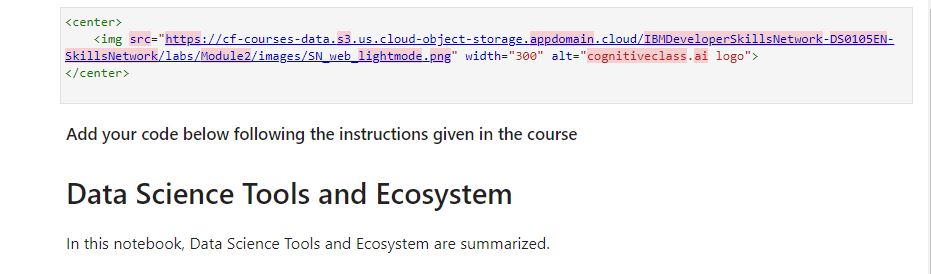 <center>
<img src="https://cf-courses-data.s3.us.cloud-object-storage.appdomain.cloud/IBMDeveloperSkillsNetwork-DS0105EN-
SkillsNetwork/labs/Module2/images/SN_web_lightmode.png" width="300" alt="cognitiveclass.ai logo">
</center>
Add your code below following the instructions given in the course
Data Science Tools and Ecosystem
In this notebook, Data Science Tools and Ecosystem are summarized.